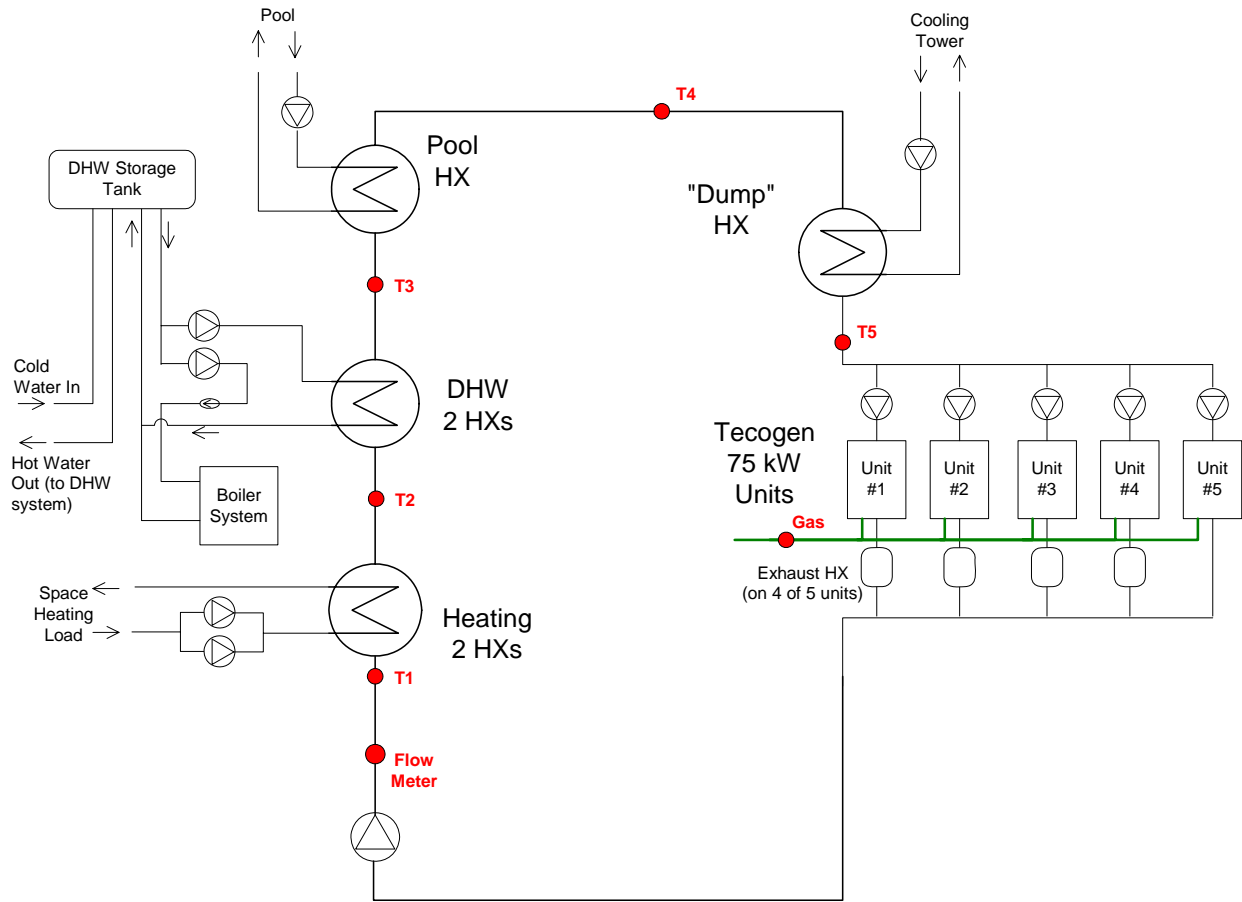 Pool
Cooling
Tower
T4
Pool
HX
DHW Storage
Tank
"Dump"
HX
T3
T5
Cold
Water In
DHW
2 HXs
Tecogen
75 kW
Units
Unit
#1
Unit
#2
Unit
#3
Unit
#4
Unit
#5
Hot Water
Out (to DHW
system)
Boiler
System
T2
Gas
Exhaust HX
(on 4 of 5 units)
Space
Heating
Load
Heating
2 HXs
T1
Flow
Meter